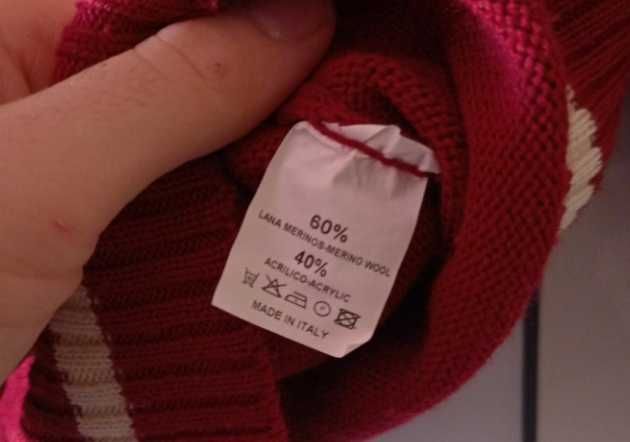 60%
LANA MERINOS-MERINO WOOL
40%
ACRILICO-ACRYLIC
MADE IN ITALY